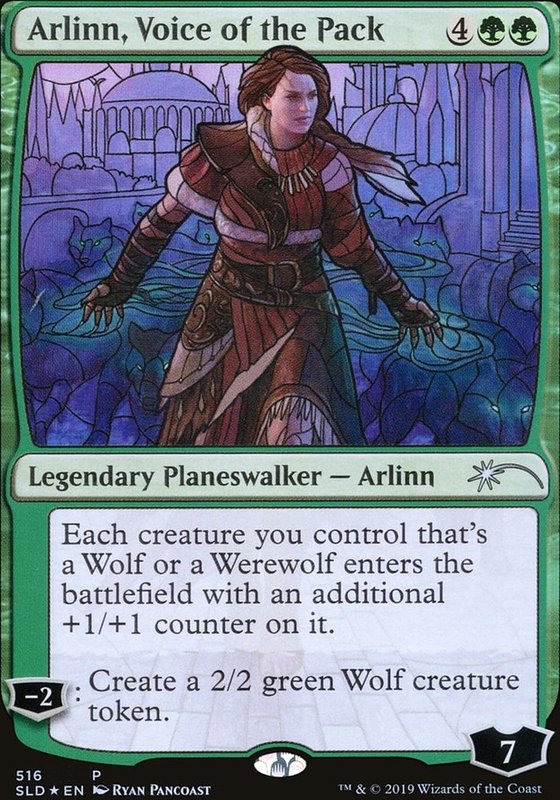 Arlinn, Voice of the Pack 4
Legendary Planeswalker — Arlinn
Each creature you control that's
a Wolf or a Werewolf enters the
battlefield with an additional
+1/+1 counter on it.
−2 : Create a 2/2 green Wolf creature
token.
7
516 P
SLD ★ EN Ryan Pancoast
™ & © 2019 Wizards of the Coast